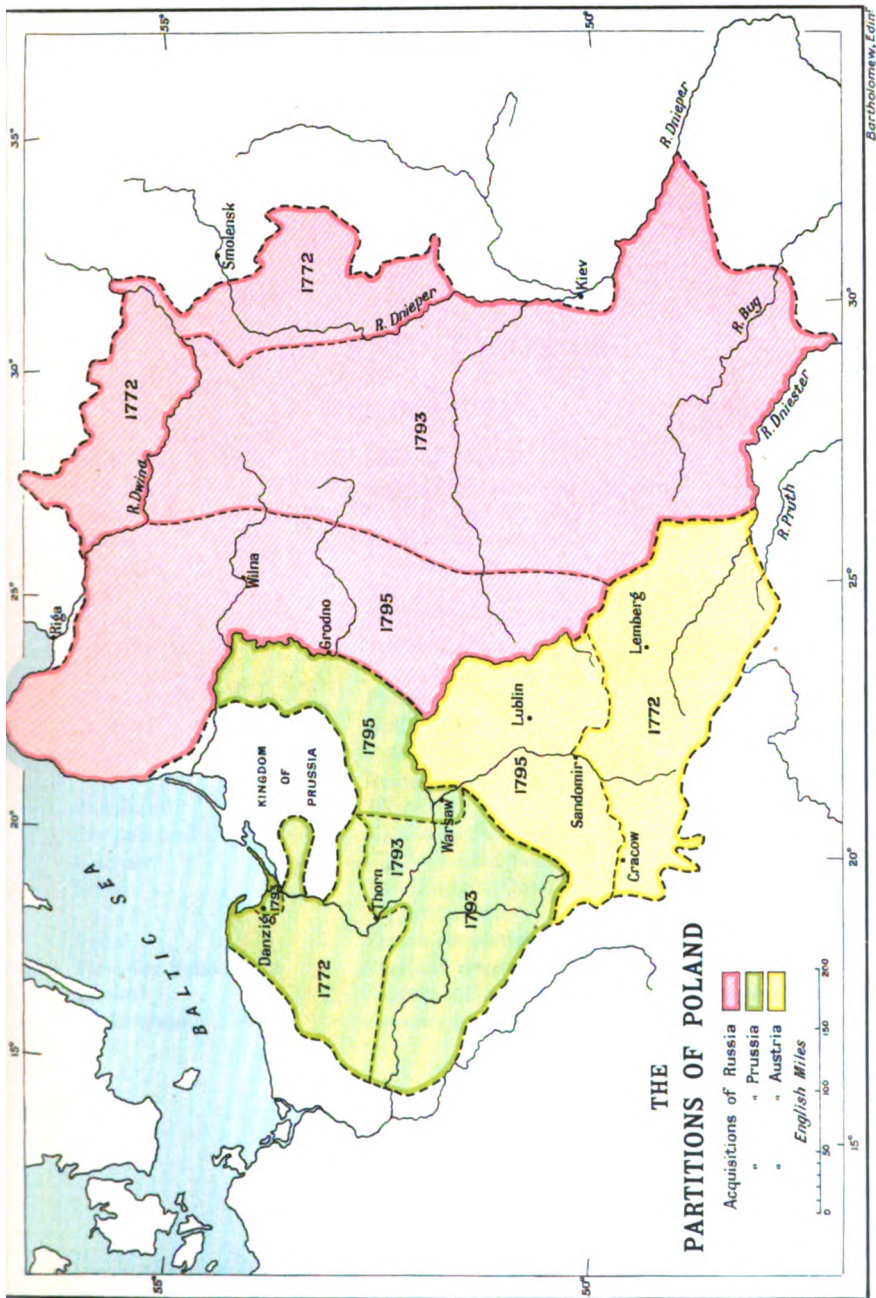 THE
PARTITIONS OF POLAND
Acquisitions of Russia
" " Prussia
" " Austria
English Miles
0 50 100 150 200
15° 20° 25° 30° 35°
55°
55°
50°
50°
15° 20° 25° 30°
BALTIC SEA
Riga
R. Dwina
1772
Smolensk
1772
R. Dnieper
Wilna
Grodno
1795
1793
Kiev
R. Dnieper
R. Bug
R. Dniester
R. Pruth
KINGDOM
OF
PRUSSIA
Danzig
1793
1772
Thorn
1793
1795
Warsaw
1793
Lublin
1795
Sandomir
Cracow
Lemberg
1772
Bartholomew, Edinr.